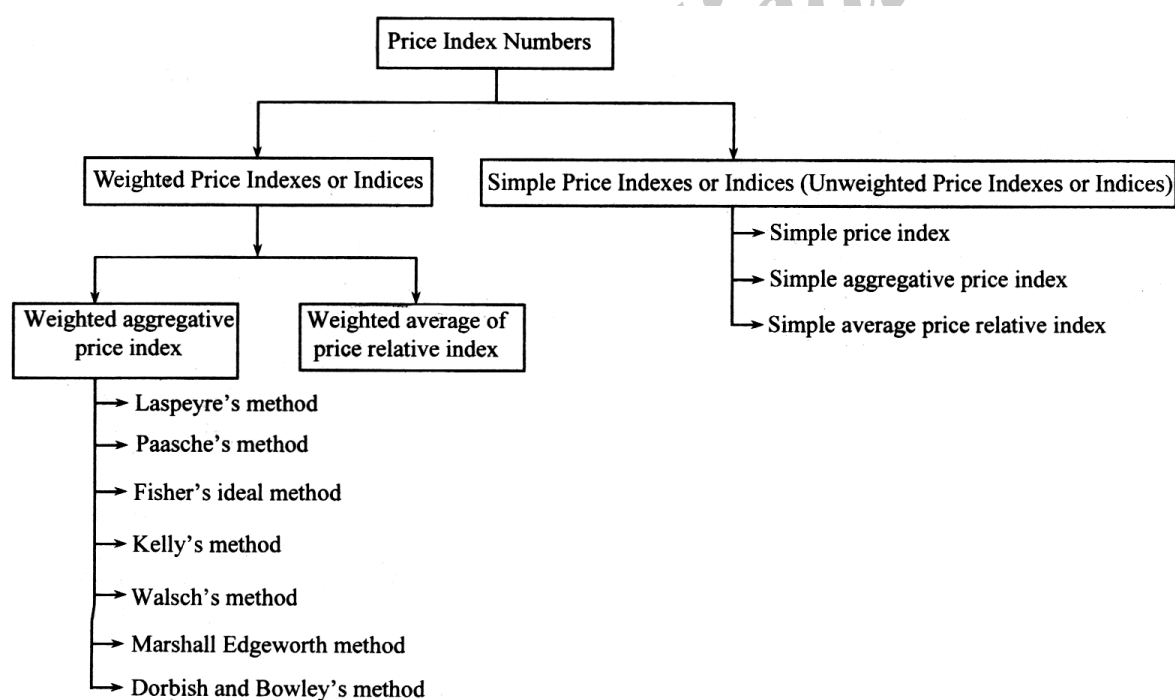 Price Index Numbers
Weighted Price Indexes or Indices
Simple Price Indexes or Indices (Unweighted Price Indexes or Indices)
Simple price index
Simple aggregative price index
Simple average price relative index
Weighted aggregative
price index
Weighted average of
price relative index
Laspeyre's method
Paasche's method
Fisher's ideal method
Kelly's method
Walsch's method
Marshall Edgeworth method
Dorbish and Bowley's method